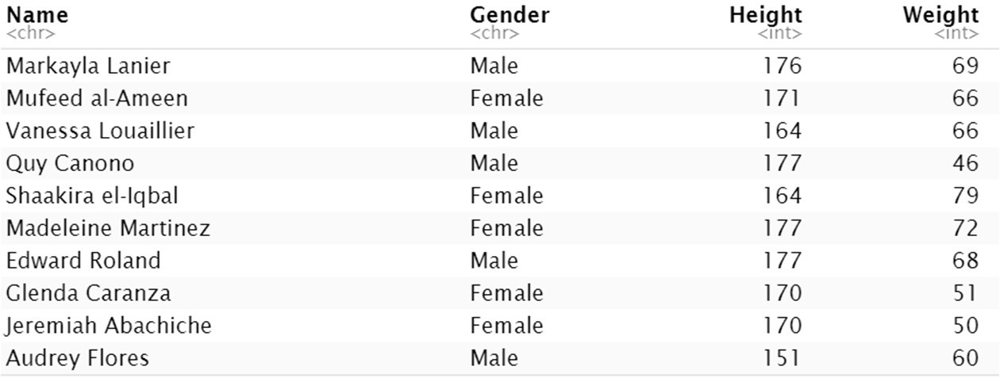 Name Gender Height Weight
<chr> <chr> <int> <int>
Markayla Lanier Male 176 69
Mufeed al-Ameen Female 171 66
Vanessa Louaillier Male 164 66
Quy Canono Male 177 46
Shaakira el-Iqbal Female 164 79
Madeleine Martinez Female 177 72
Edward Roland Male 177 68
Glenda Caranza Female 170 51
Jeremiah Abachiche Female 170 50
Audrey Flores Male 151 60